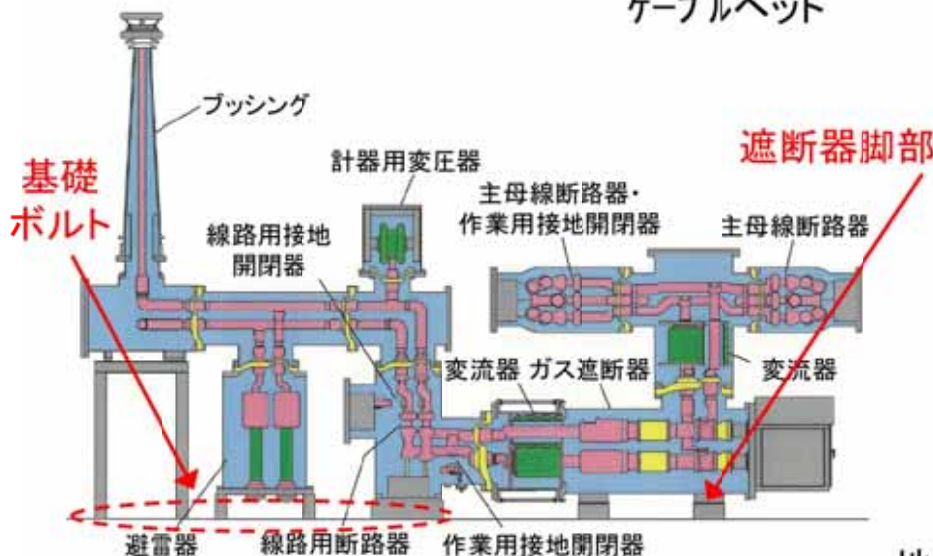 ケーブルヘッド
ブッシング
基礎
ボルト
計器用変圧器
遮断器脚部
主母線断路器・
作業用接地開閉器
主母線断路器
線路用接地
開閉器
変流器
ガス遮断器
変流器
避雷器
線路用断路器
作業用接地開閉器